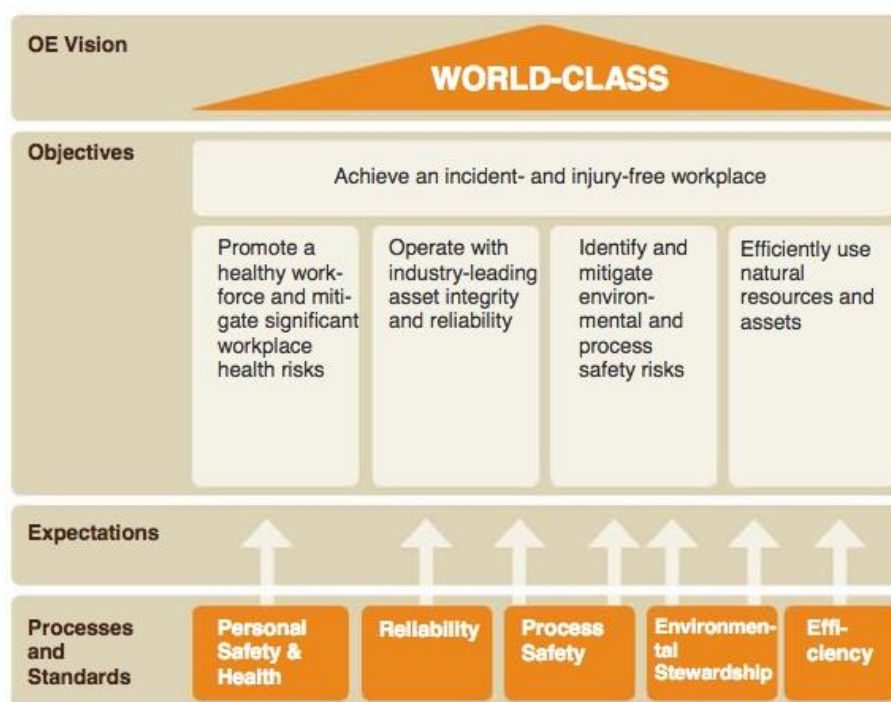 OE Vision
WORLD-CLASS
Objectives
Achieve an incident- and injury-free workplace
Promote a
healthy work-
force and miti-
gate significant
workplace
health risks
Operate with
industry-leading
asset integrity
and reliability
Identify and
mitigate
environ-
mental and
process
safety risks
Efficiently use
natural
resources and
assets
Expectations
Processes
and
Standards
Personal
Safety &
Health
Reliability
Process
Safety
Environmen-
tal
Stewardship
Effi-
ciency